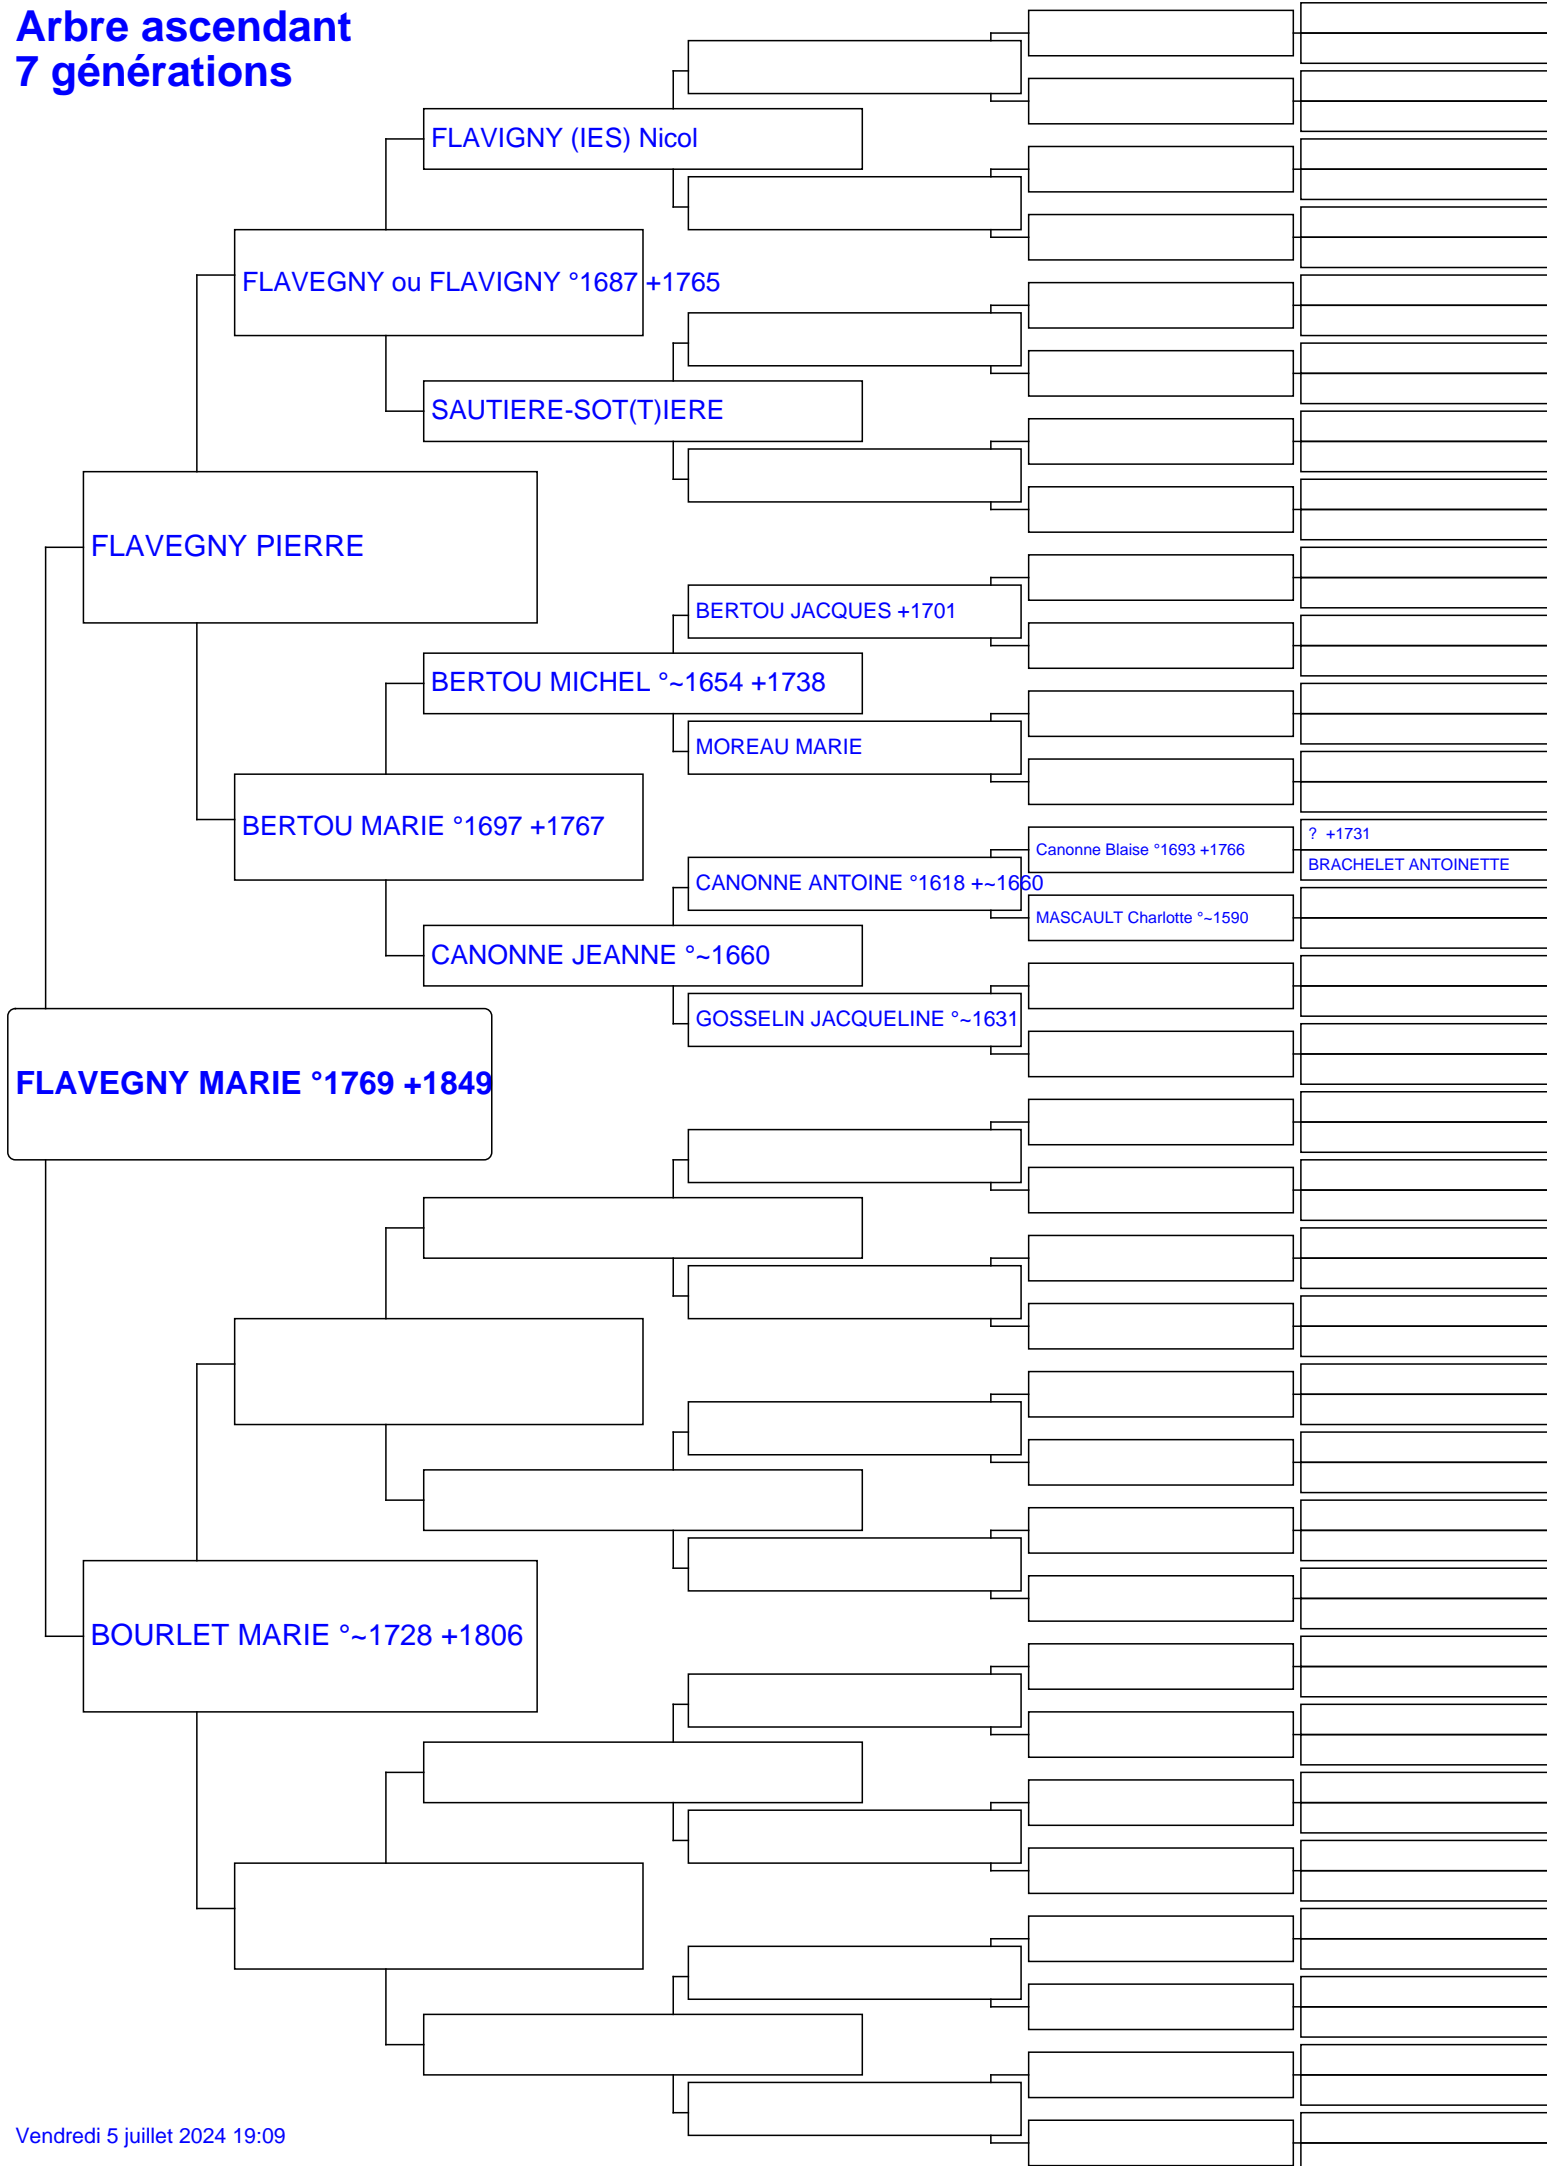 Arbre ascendant
7 générations
FLAVIGNY (IES) Nicol
FLAVEGNY ou FLAVIGNY °1687 +1765
SAUTIERE-SOT(T)IERE
FLAVEGNY PIERRE
BERTOU JACQUES +1701
BERTOU MICHEL °~1654 +1738
MOREAU MARIE
BERTOU MARIE °1697 +1767
? +1731
Canonne Blaise °1693 +1766
BRACHELET ANTOINETTE
CANONNE ANTOINE °1618 +~1660
MASCAULT Charlotte °~1590
CANONNE JEANNE °~1660
GOSSELIN JACQUELINE °~1631
FLAVEGNY MARIE °1769 +1849
BOURLET MARIE °~1728 +1806
Vendredi 5 juillet 2024 19:09